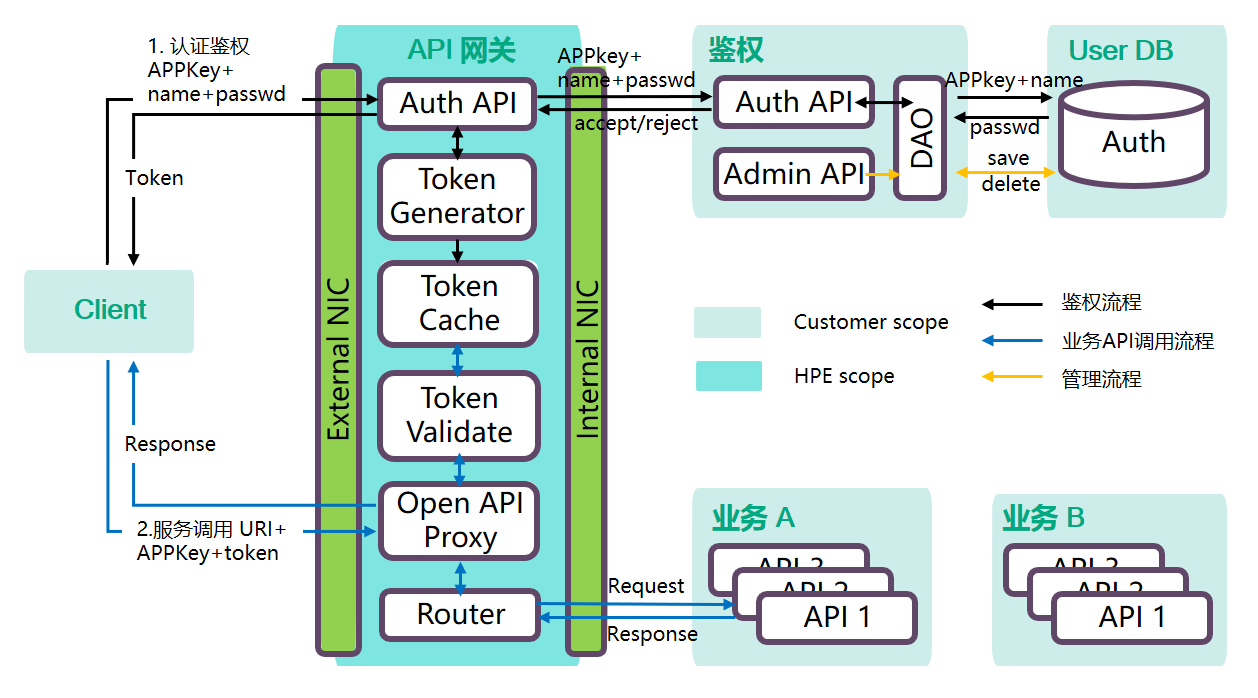 1. 认证鉴权
APPKey+
name+passwd
Token
Client
Response
2.服务调用 URI+
APPKey+token
External NIC
API 网关
Auth API
Token
Generator
Token
Cache
Token
Validate
Open API
Proxy
Router
Internal NIC
APPkey+
name+passwd
accept/reject
鉴权
Auth API
Admin API
DAO
User DB
APPkey+name
passwd
save
delete
Auth
Customer scope
HPE scope
鉴权流程
业务API调用流程
管理流程
Request
Response
业务 A
API 3
API 2
API 1
业务 B
API 3
API 2
API 1